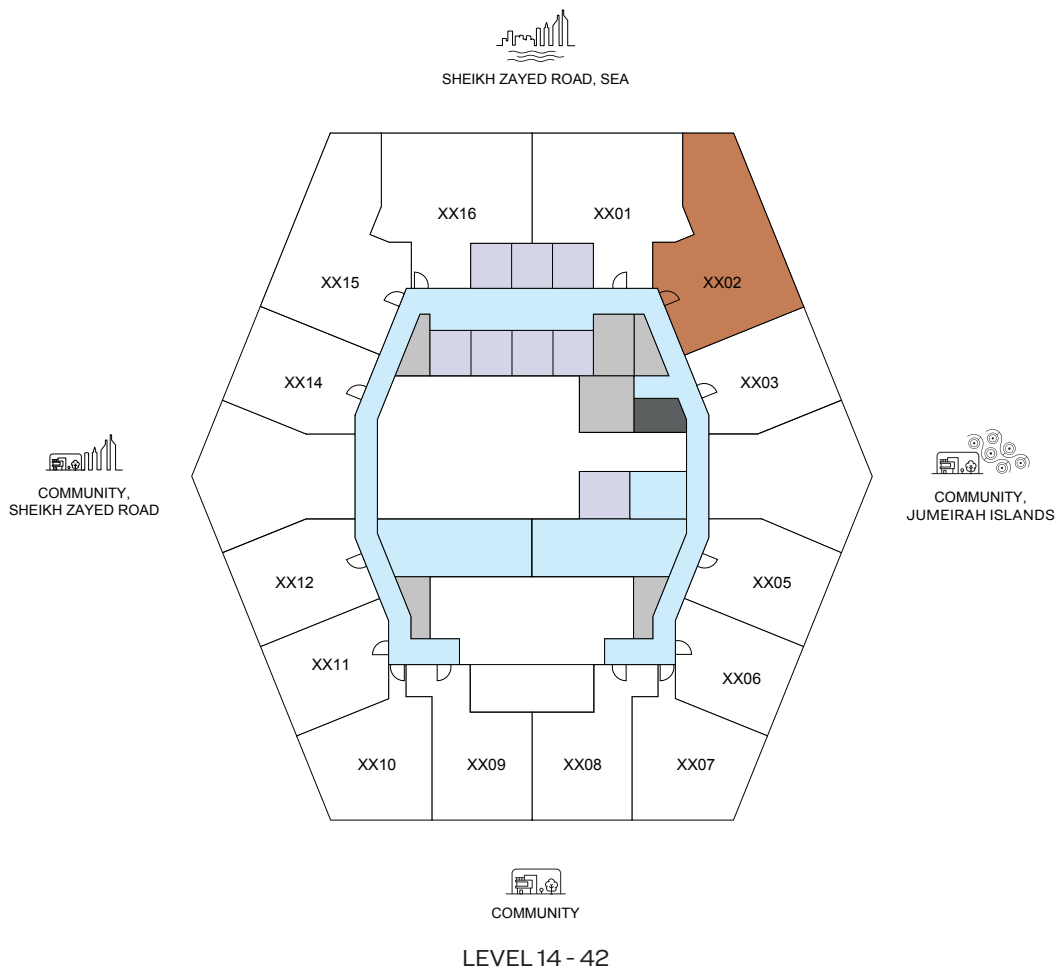 SHEIKH ZAYED ROAD, SEA
XX16
XX01
XX15
XX02
XX14
XX03
COMMUNITY,
SHEIKH ZAYED ROAD
COMMUNITY,
JUMEIRAH ISLANDS
XX12
XX05
XX11
XX06
XX10
XX09
XX08
XX07
COMMUNITY
LEVEL 14 - 42